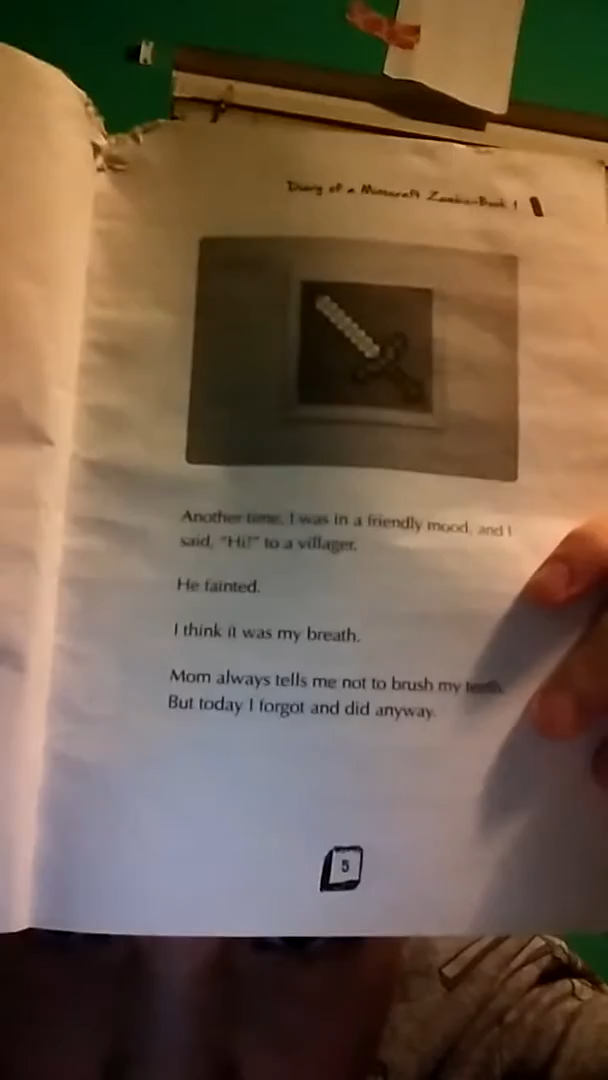 Diary of a Minecraft Zombie-Book 1
Another time, I was in a friendly mood, and I
said, "Hi!" to a villager.
He fainted.
I think it was my breath.
Mom always tells me not to brush my teeth.
But today I forgot and did anyway.
5